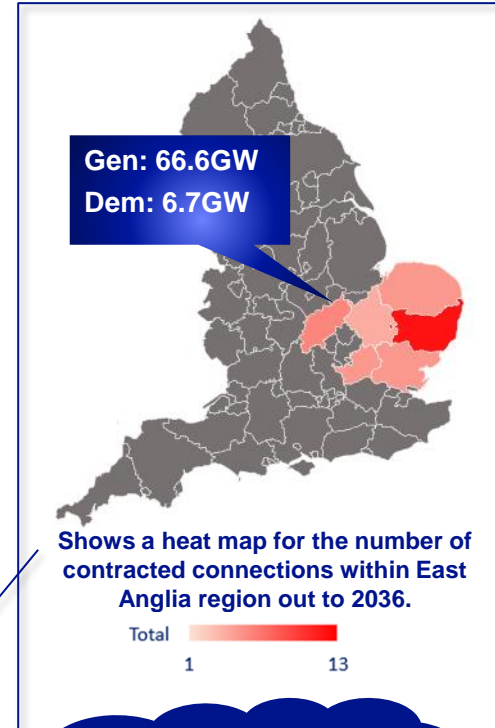 Gen: 66.6GW
Dem: 6.7GW
Shows a heat map for the number of
contracted connections within East
Anglia region out to 2036.
Total
1 13